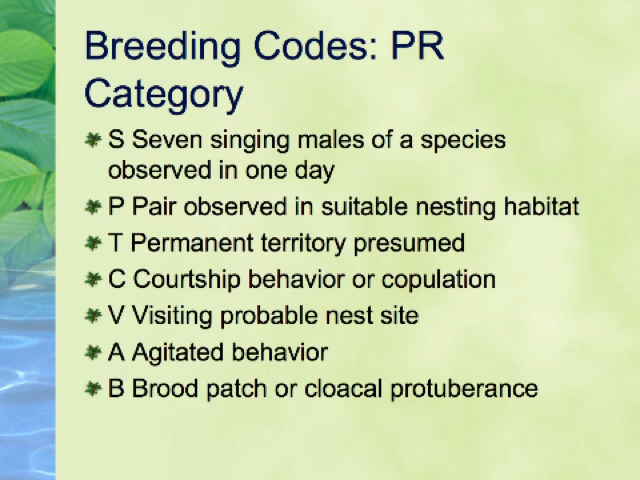 Breeding Codes: PR
Category
S Seven singing males of a species
observed in one day
P Pair observed in suitable nesting habitat
T Permanent territory presumed
C Courtship behavior or copulation
V Visiting probable nest site
A Agitated behavior
B Brood patch or cloacal protuberance